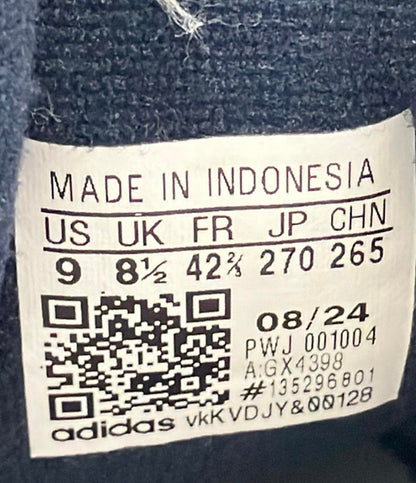 MADE IN INDONESIA
US UK FR JP CHN
9 8½ 42⅔ 270 265
08/24
PWJ 001004
A:GX4398
#135296801
adidas vkKVDJY&00128